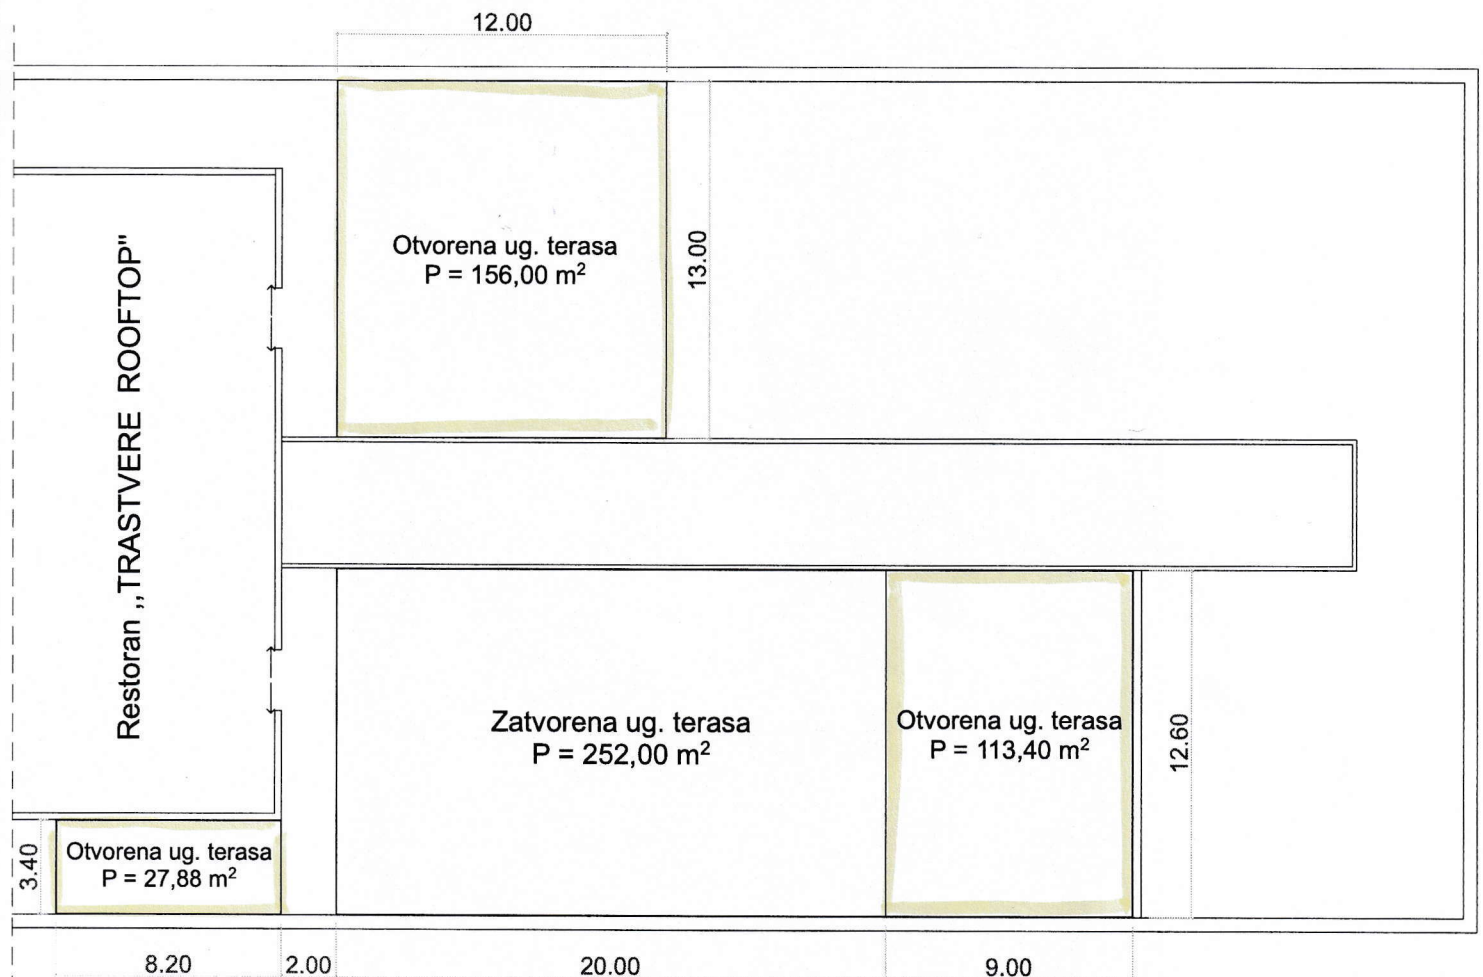 12.00
Otvorena ug. terasa
P = 156,00 m²
13.00
Restoran ,,TRASTVERE ROOFTOP"
Zatvorena ug. terasa
P = 252,00 m²
Otvorena ug. terasa
P = 113,40 m²
12.60
3.40
Otvorena ug. terasa
P = 27,88 m²
8.20
2.00
20.00
9.00